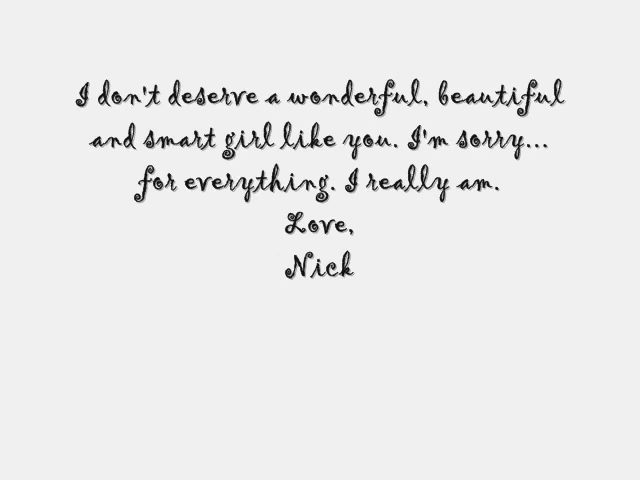 I don't deserve a wonderful, beautiful
and smart girl like you. I'm sorry...
for everything. I really am.
Love,
Nick